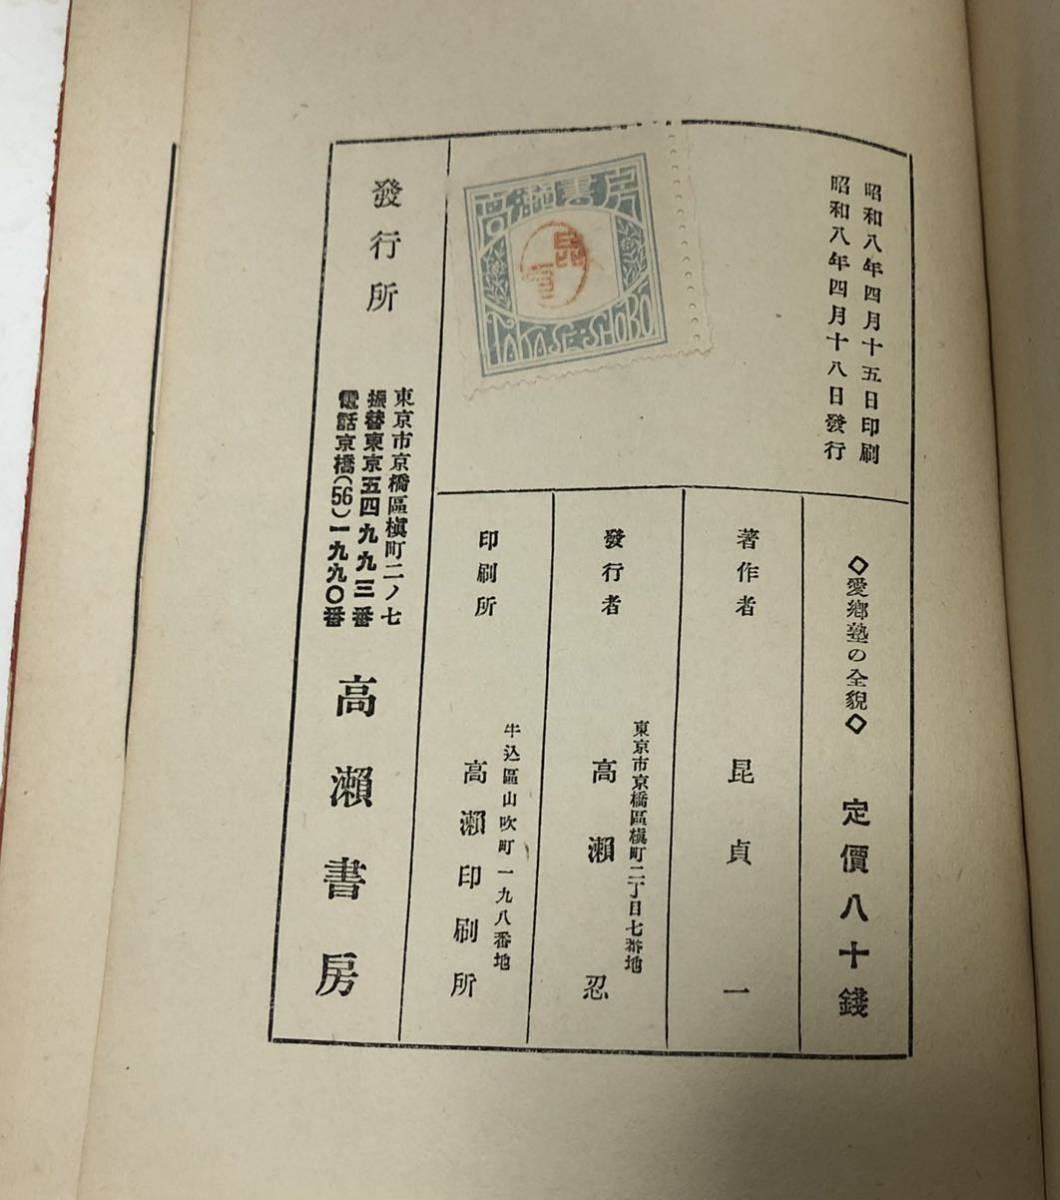 昭和八年四月十五日印刷
昭和八年四月十八日發行
高瀬書房
TAKASE-SHOBO
◇愛鄕塾の全貌◇
定價八十錢
著作者
昆貞一
發行者
東京市京橋區槇町二丁目七番地
高瀨忍
印刷所
牛込區山吹町一九八番地
高瀨印刷所
發行所
東京市京橋區槇町二ノ七
振替東京五四九九三番
電話京橋(56)一九九〇番
高瀨書房